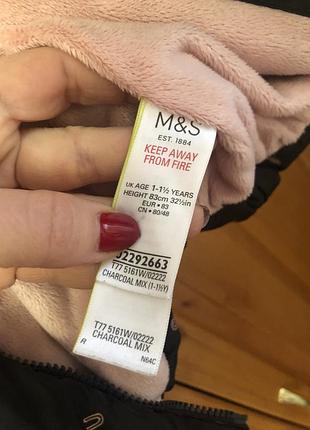 M&S
EST. 1884
KEEP AWAY
FROM FIRE
UK AGE 1-1½ YEARS
HEIGHT 83cm 32½in
EUR • 83
CN • 80/48
02292663
T77 5161W/02222
CHARCOAL MIX (1-1½Y)
T77 5161W/02222
CHARCOAL MIX
R N64C